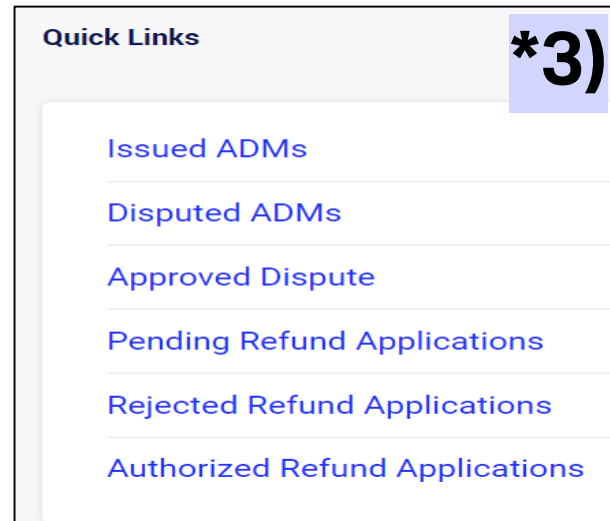 Quick Links
*3)
Issued ADMs
Disputed ADMs
Approved Dispute
Pending Refund Applications
Rejected Refund Applications
Authorized Refund Applications